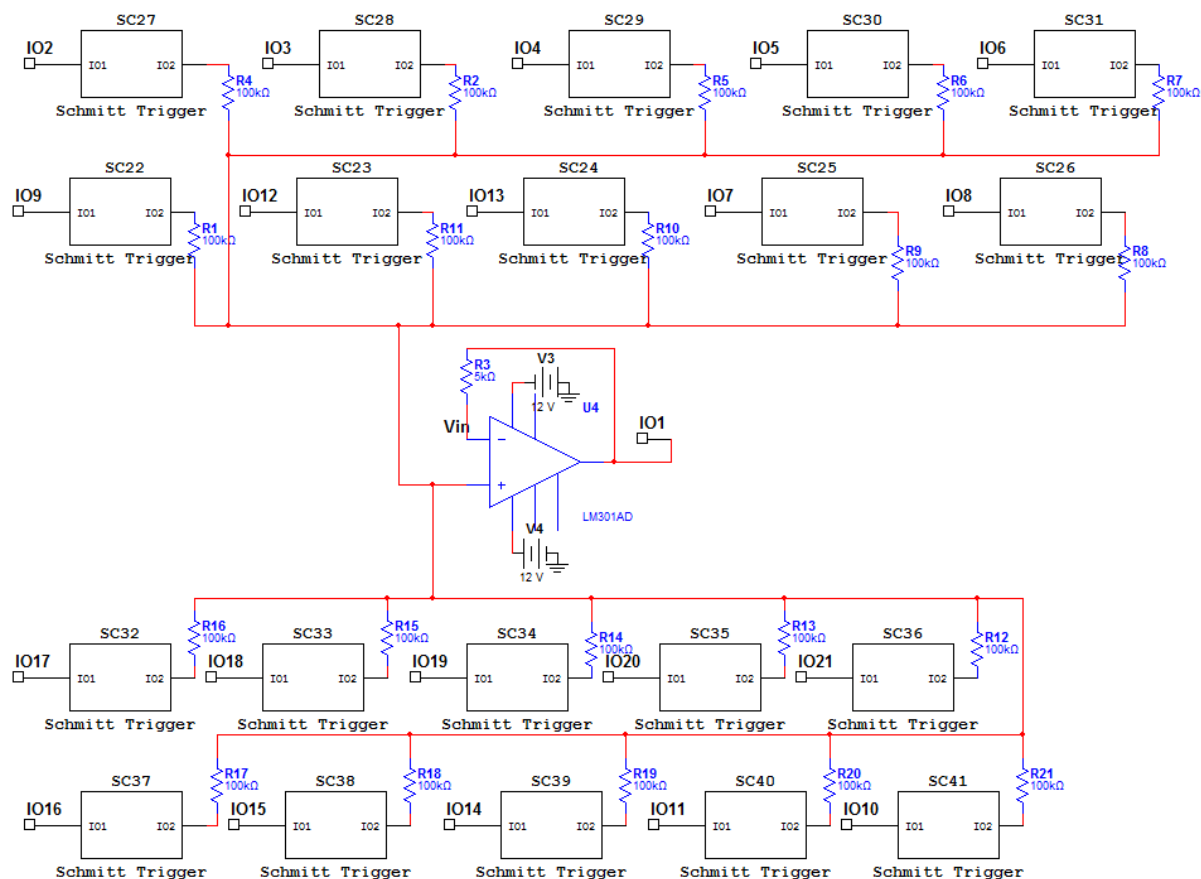 SC27 SC28 SC29 SC30 SC31
IO2 IO3 IO4 IO5 IO6
IO1 IO2 IO1 IO2 IO1 IO2 IO1 IO2 IO1 IO2
R4 R2 R5 R6 R7
100kΩ 100kΩ 100kΩ 100kΩ 100kΩ
Schmitt Trigger Schmitt Trigger Schmitt Trigger Schmitt Trigger Schmitt Trigger
SC22 SC23 SC24 SC25 SC26
IO9 IO12 IO13 IO7 IO8
IO1 IO2 IO1 IO2 IO1 IO2 IO1 IO2 IO1 IO2
R1 R11 R10 R9 R8
100kΩ 100kΩ 100kΩ 100kΩ 100kΩ
Schmitt Trigger Schmitt Trigger Schmitt Trigger Schmitt Trigger Schmitt Trigger
R3 V3
5kΩ
12 V U4
Vin IO1
LM301AD
V4
12 V
R16 R15 R14 R13 R12
100kΩ 100kΩ 100kΩ 100kΩ 100kΩ
SC32 SC33 SC34 SC35 SC36
IO17 IO18 IO19 IO20 IO21
IO1 IO2 IO1 IO2 IO1 IO2 IO1 IO2 IO1 IO2
Schmitt Trigger Schmitt Trigger Schmitt Trigger Schmitt Trigger Schmitt Trigger
R17 R18 R19 R20 R21
100kΩ 100kΩ 100kΩ 100kΩ 100kΩ
SC37 SC38 SC39 SC40 SC41
IO16 IO15 IO14 IO11 IO10
IO1 IO2 IO1 IO2 IO1 IO2 IO1 IO2 IO1 IO2
Schmitt Trigger Schmitt Trigger Schmitt Trigger Schmitt Trigger Schmitt Trigger